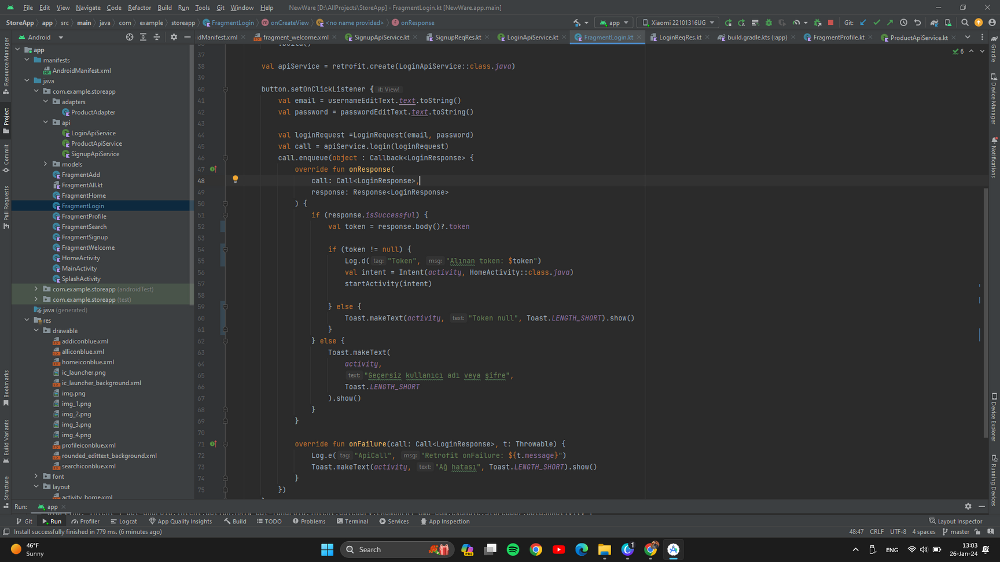 File Edit View Navigate Code Refactor Build Run Tools Git Window Help NewWare [D:\AllProjects\StoreApp] - FragmentLogin.kt [NewWare.app.main]
StoreApp app src main java com example storeapp FragmentLogin onCreateView <no name provided> onResponse app Xiaomi 22101316UG Git:
Android idManifest.xml fragment_welcome.xml SignupApiService.kt SignupReqRes.kt LoginApiService.kt FragmentLogin.kt LoginReqRes.kt build.gradle.kts (:app) FragmentProfile.kt ProductApiService.kt
Resource Manager
Project
Commit
Pull Requests
Bookmarks
Build Variants
Structure
app
manifests
AndroidManifest.xml
java
com.example.storeapp
adapters
ProductAdapter
api
LoginApiService
ProductApiService
SignupApiService
models
FragmentAdd
FragmentAll.kt
FragmentHome
FragmentLogin
FragmentProfile
FragmentSearch
FragmentSignup
FragmentWelcome
HomeActivity
MainActivity
SplashActivity
com.example.storeapp (androidTest)
com.example.storeapp (test)
java (generated)
res
drawable
addiconblue.xml
alliconblue.xml
homeiconblue.xml
ic_launcher.png
ic_launcher_background.xml
img.png
img_1.png
img_2.png
img_3.png
img_4.png
profileiconblue.xml
rounded_edittext_background.xml
searchiconblue.xml
font
layout
activity_home.xml
36 .build()
37
38 val apiService = retrofit.create(LoginApiService::class.java)
39
40 button.setOnClickListener { it: View!
41 val email = usernameEditText.text.toString()
42 val password = passwordEditText.text.toString()
43
44 val loginRequest =LoginRequest(email, password)
45 val call = apiService.login(loginRequest)
46 call.enqueue(object : Callback<LoginResponse> {
47 override fun onResponse(
48 call: Call<LoginResponse>,
49 response: Response<LoginResponse>
50 ) {
51 if (response.isSuccessful) {
52 val token = response.body()?.token
53
54 if (token != null) {
55 Log.d( tag: "Token", msg: "Alınan token: $token")
56 val intent = Intent(activity, HomeActivity::class.java)
57 startActivity(intent)
58
59 } else {
60 Toast.makeText(activity, text: "Token null", Toast.LENGTH_SHORT).show()
61 }
62 } else {
63 Toast.makeText(
64 activity,
65 text: "Geçersiz kullanıcı adı veya şifre",
66 Toast.LENGTH_SHORT
67 ).show()
68 }
69 }
70
71 override fun onFailure(call: Call<LoginResponse>, t: Throwable) {
72 Log.e( tag: "ApiCall", msg: "Retrofit onFailure: ${t.message}")
73 Toast.makeText(activity, text: "Ağ hatası", Toast.LENGTH_SHORT).show()
74 }
75 })
6
Gradle
Device Manager
Notifications
Device Explorer
Running Devices
Run: app
Git Run Profiler Logcat App Quality Insights Build TODO Problems Terminal Services App Inspection Layout Inspector
Install successfully finished in 779 ms. (6 minutes ago) 48:47 CRLF UTF-8 4 spaces master
46°F
Sunny
Search
PRE
1
ENG
13:03
26-Jan-24